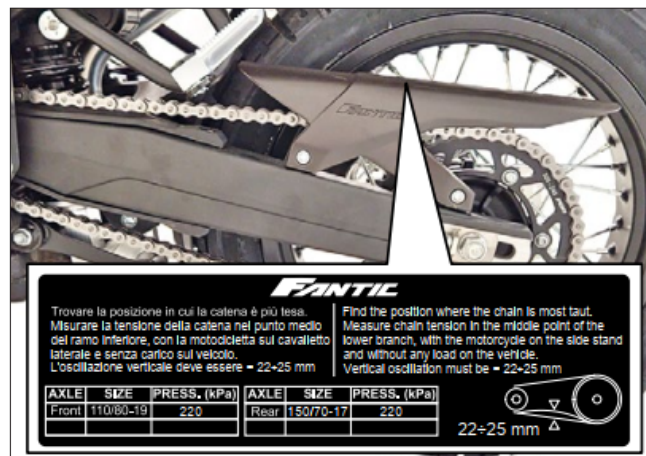 FANTIC
FANTIC
Trovare la posizione in cui la catena è più tesa.
Misurare la tensione della catena nel punto medio
del ramo inferiore, con la motocicletta sul cavalletto
laterale e senza carico sul veicolo.
L'oscillazione verticale deve essere = 22÷25 mm
Find the position where the chain is most taut.
Measure chain tension in the middle point of the
lower branch, with the motorcycle on the side stand
and without any load on the vehicle.
Vertical oscillation must be = 22÷25 mm
AXLE SIZE PRESS. (kPa)
Front 110/80-19 220
AXLE SIZE PRESS. (kPa)
Rear 150/70-17 220
22÷25 mm